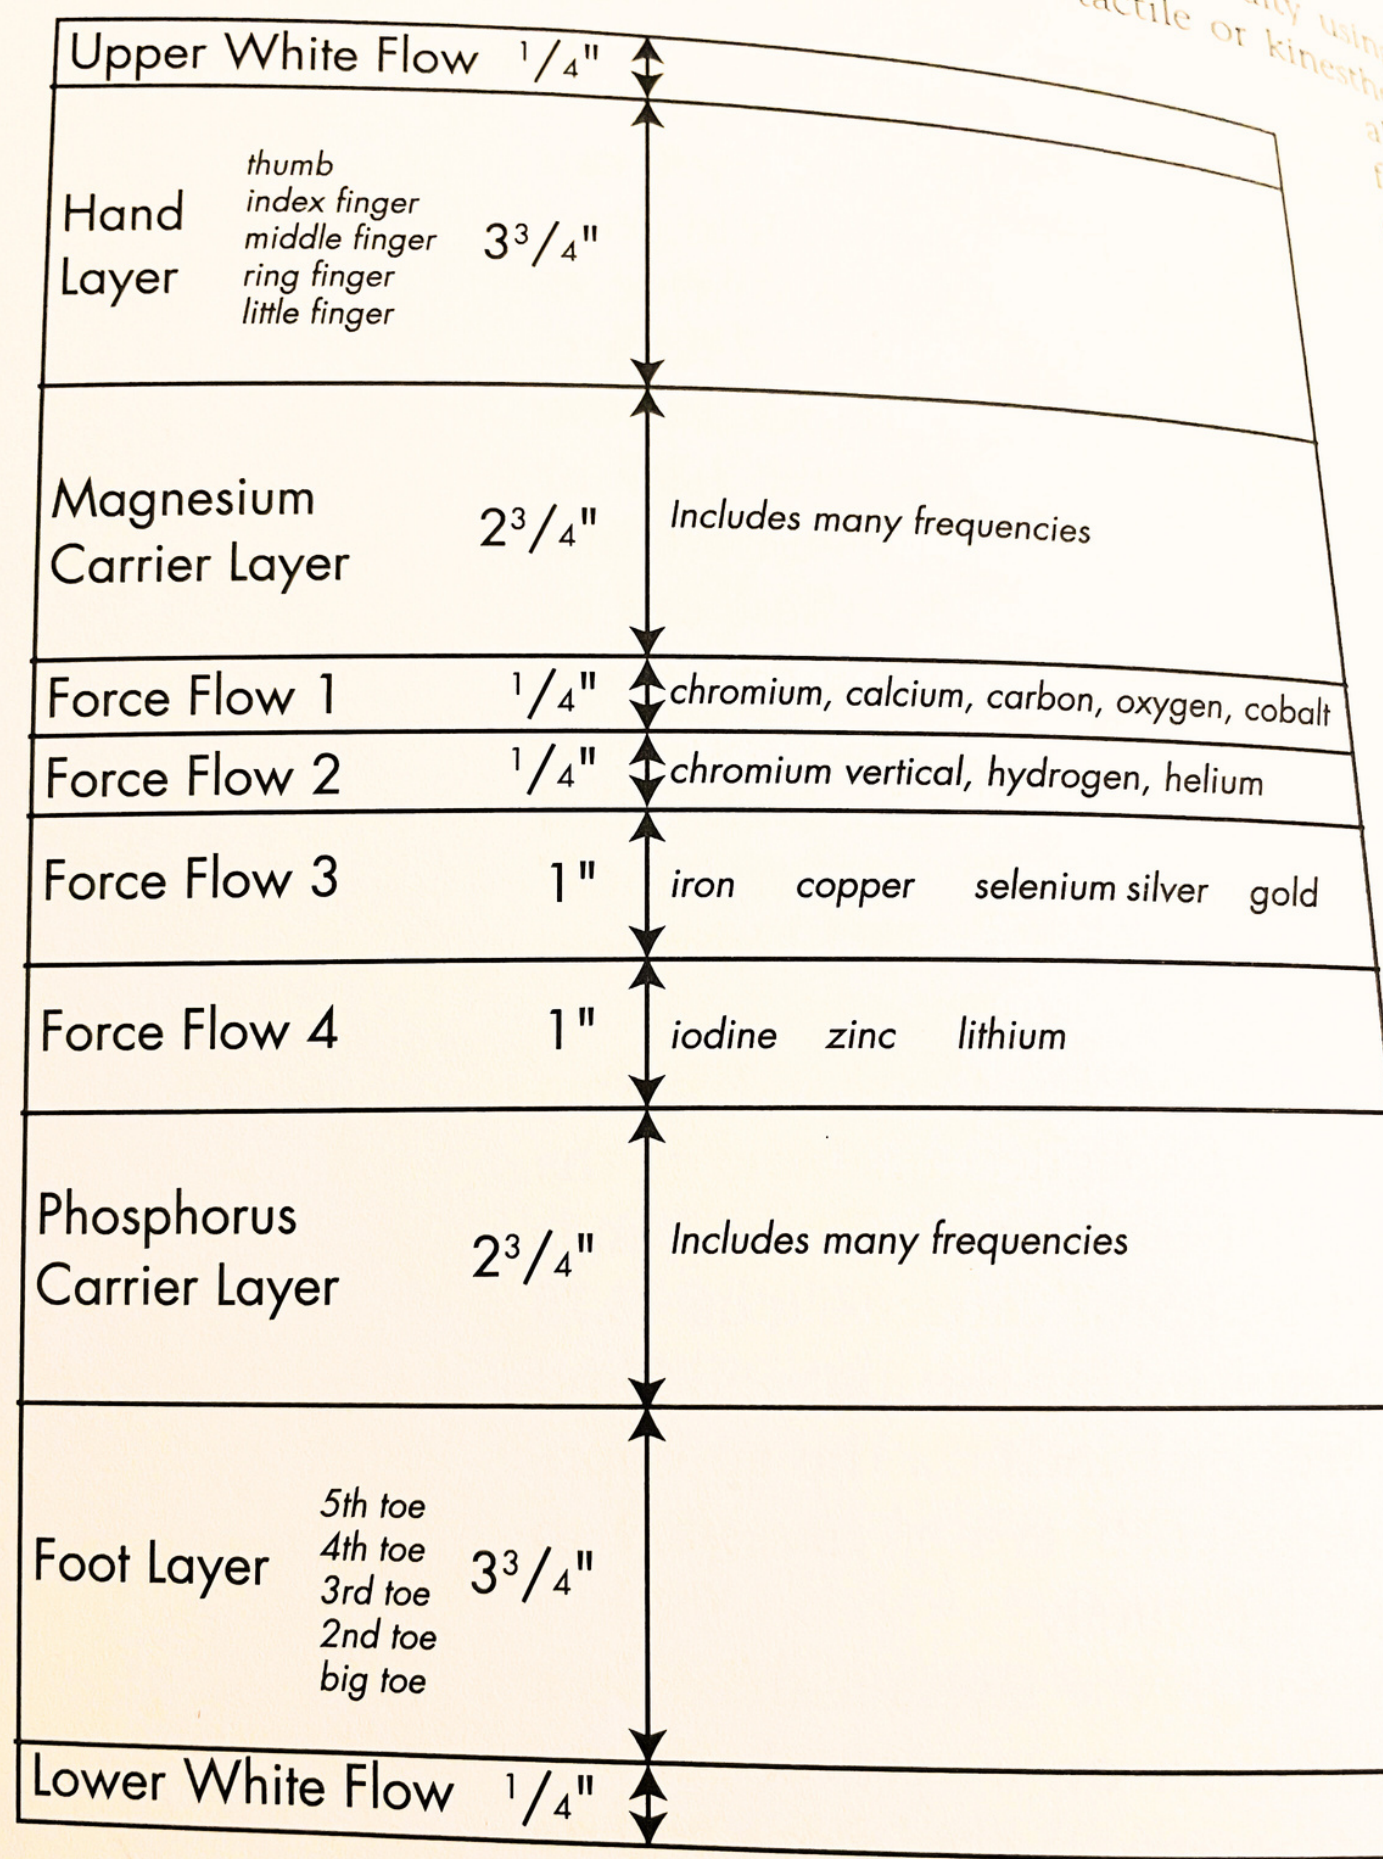 tactile or
using
Upper White Flow 1/4"
Hand Layer
thumb
index finger
middle finger
ring finger
little finger
3 3/4"
Magnesium
Carrier Layer
2 3/4"
Includes many frequencies
Force Flow 1 1/4" chromium, calcium, carbon, oxygen, cobalt
Force Flow 2 1/4" chromium vertical, hydrogen, helium
Force Flow 3 1" iron copper selenium silver gold
Force Flow 4 1" iodine zinc lithium
Phosphorus
Carrier Layer
2 3/4"
Includes many frequencies
Foot Layer
5th toe
4th toe
3rd toe
2nd toe
big toe
3 3/4"
Lower White Flow 1/4"